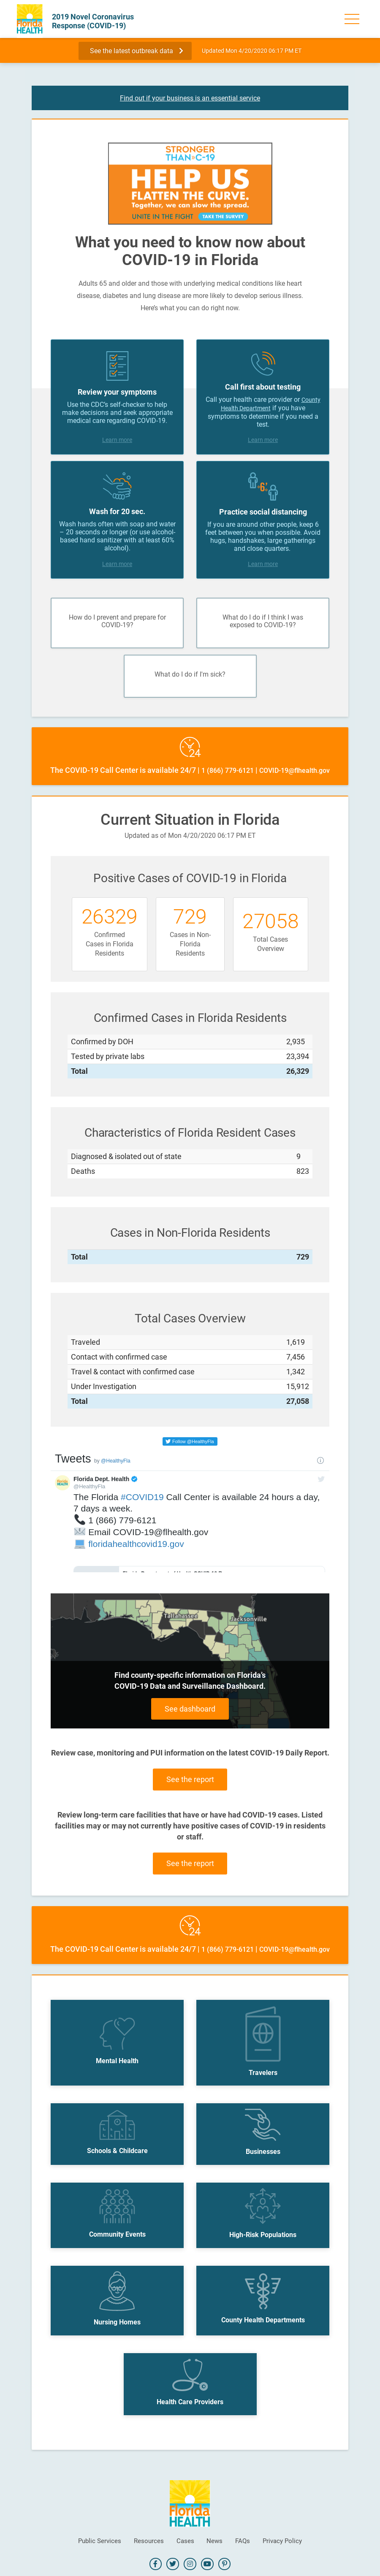 Florida
HEALTH
2019 Novel Coronavirus
Response (COVID-19)
See the latest outbreak data
Updated Mon 4/20/2020 06:17 PM ET
Find out if your business is an essential service
STRONGER
THAN C-19
HELP US
FLATTEN THE CURVE.
Together, we can slow the spread.
UNITE IN THE FIGHT TAKE THE SURVEY
What you need to know now about
COVID-19 in Florida
Adults 65 and older and those with underlying medical conditions like heart
disease, diabetes and lung disease are more likely to develop serious illness.
Here's what you can do right now.
Review your symptoms
Use the CDC's self-checker to help
make decisions and seek appropriate
medical care regarding COVID-19.
Learn more
Call first about testing
Call your health care provider or County
Health Department if you have
symptoms to determine if you need a
test.
Learn more
Wash for 20 sec.
Wash hands often with soap and water
– 20 seconds or longer (or use alcohol-
based hand sanitizer with at least 60%
alcohol).
Learn more
6'
Practice social distancing
If you are around other people, keep 6
feet between you when possible. Avoid
hugs, handshakes, large gatherings
and close quarters.
Learn more
How do I prevent and prepare for
COVID-19?
What do I do if I think I was
exposed to COVID-19?
What do I do if I'm sick?
24
The COVID-19 Call Center is available 24/7 | 1 (866) 779-6121 | COVID-19@flhealth.gov
Current Situation in Florida
Updated as of Mon 4/20/2020 06:17 PM ET
Positive Cases of COVID-19 in Florida
26329
Confirmed
Cases in Florida
Residents
729
Cases in Non-
Florida
Residents
27058
Total Cases
Overview
Confirmed Cases in Florida Residents
Confirmed by DOH 2,935
Tested by private labs 23,394
Total 26,329
Characteristics of Florida Resident Cases
Diagnosed & isolated out of state 9
Deaths 823
Cases in Non-Florida Residents
Total 729
Total Cases Overview
Traveled 1,619
Contact with confirmed case 7,456
Travel & contact with confirmed case 1,342
Under Investigation 15,912
Total 27,058
Follow @HealthyFla
Tweets by @HealthyFla
Florida Dept. Health
@HealthyFla
The Florida #COVID19 Call Center is available 24 hours a day,
7 days a week.
1 (866) 779-6121
Email COVID-19@flhealth.gov
floridahealthcovid19.gov
Tallahassee
Jacksonville
Find county-specific information on Florida's
COVID-19 Data and Surveillance Dashboard.
See dashboard
Review case, monitoring and PUI information on the latest COVID-19 Daily Report.
See the report
Review long-term care facilities that have or have had COVID-19 cases. Listed
facilities may or may not currently have positive cases of COVID-19 in residents
or staff.
See the report
24
The COVID-19 Call Center is available 24/7 | 1 (866) 779-6121 | COVID-19@flhealth.gov
Mental Health
Travelers
Schools & Childcare
Businesses
Community Events
High-Risk Populations
Nursing Homes
County Health Departments
Health Care Providers
Florida
HEALTH
Public Services Resources Cases News FAQs Privacy Policy